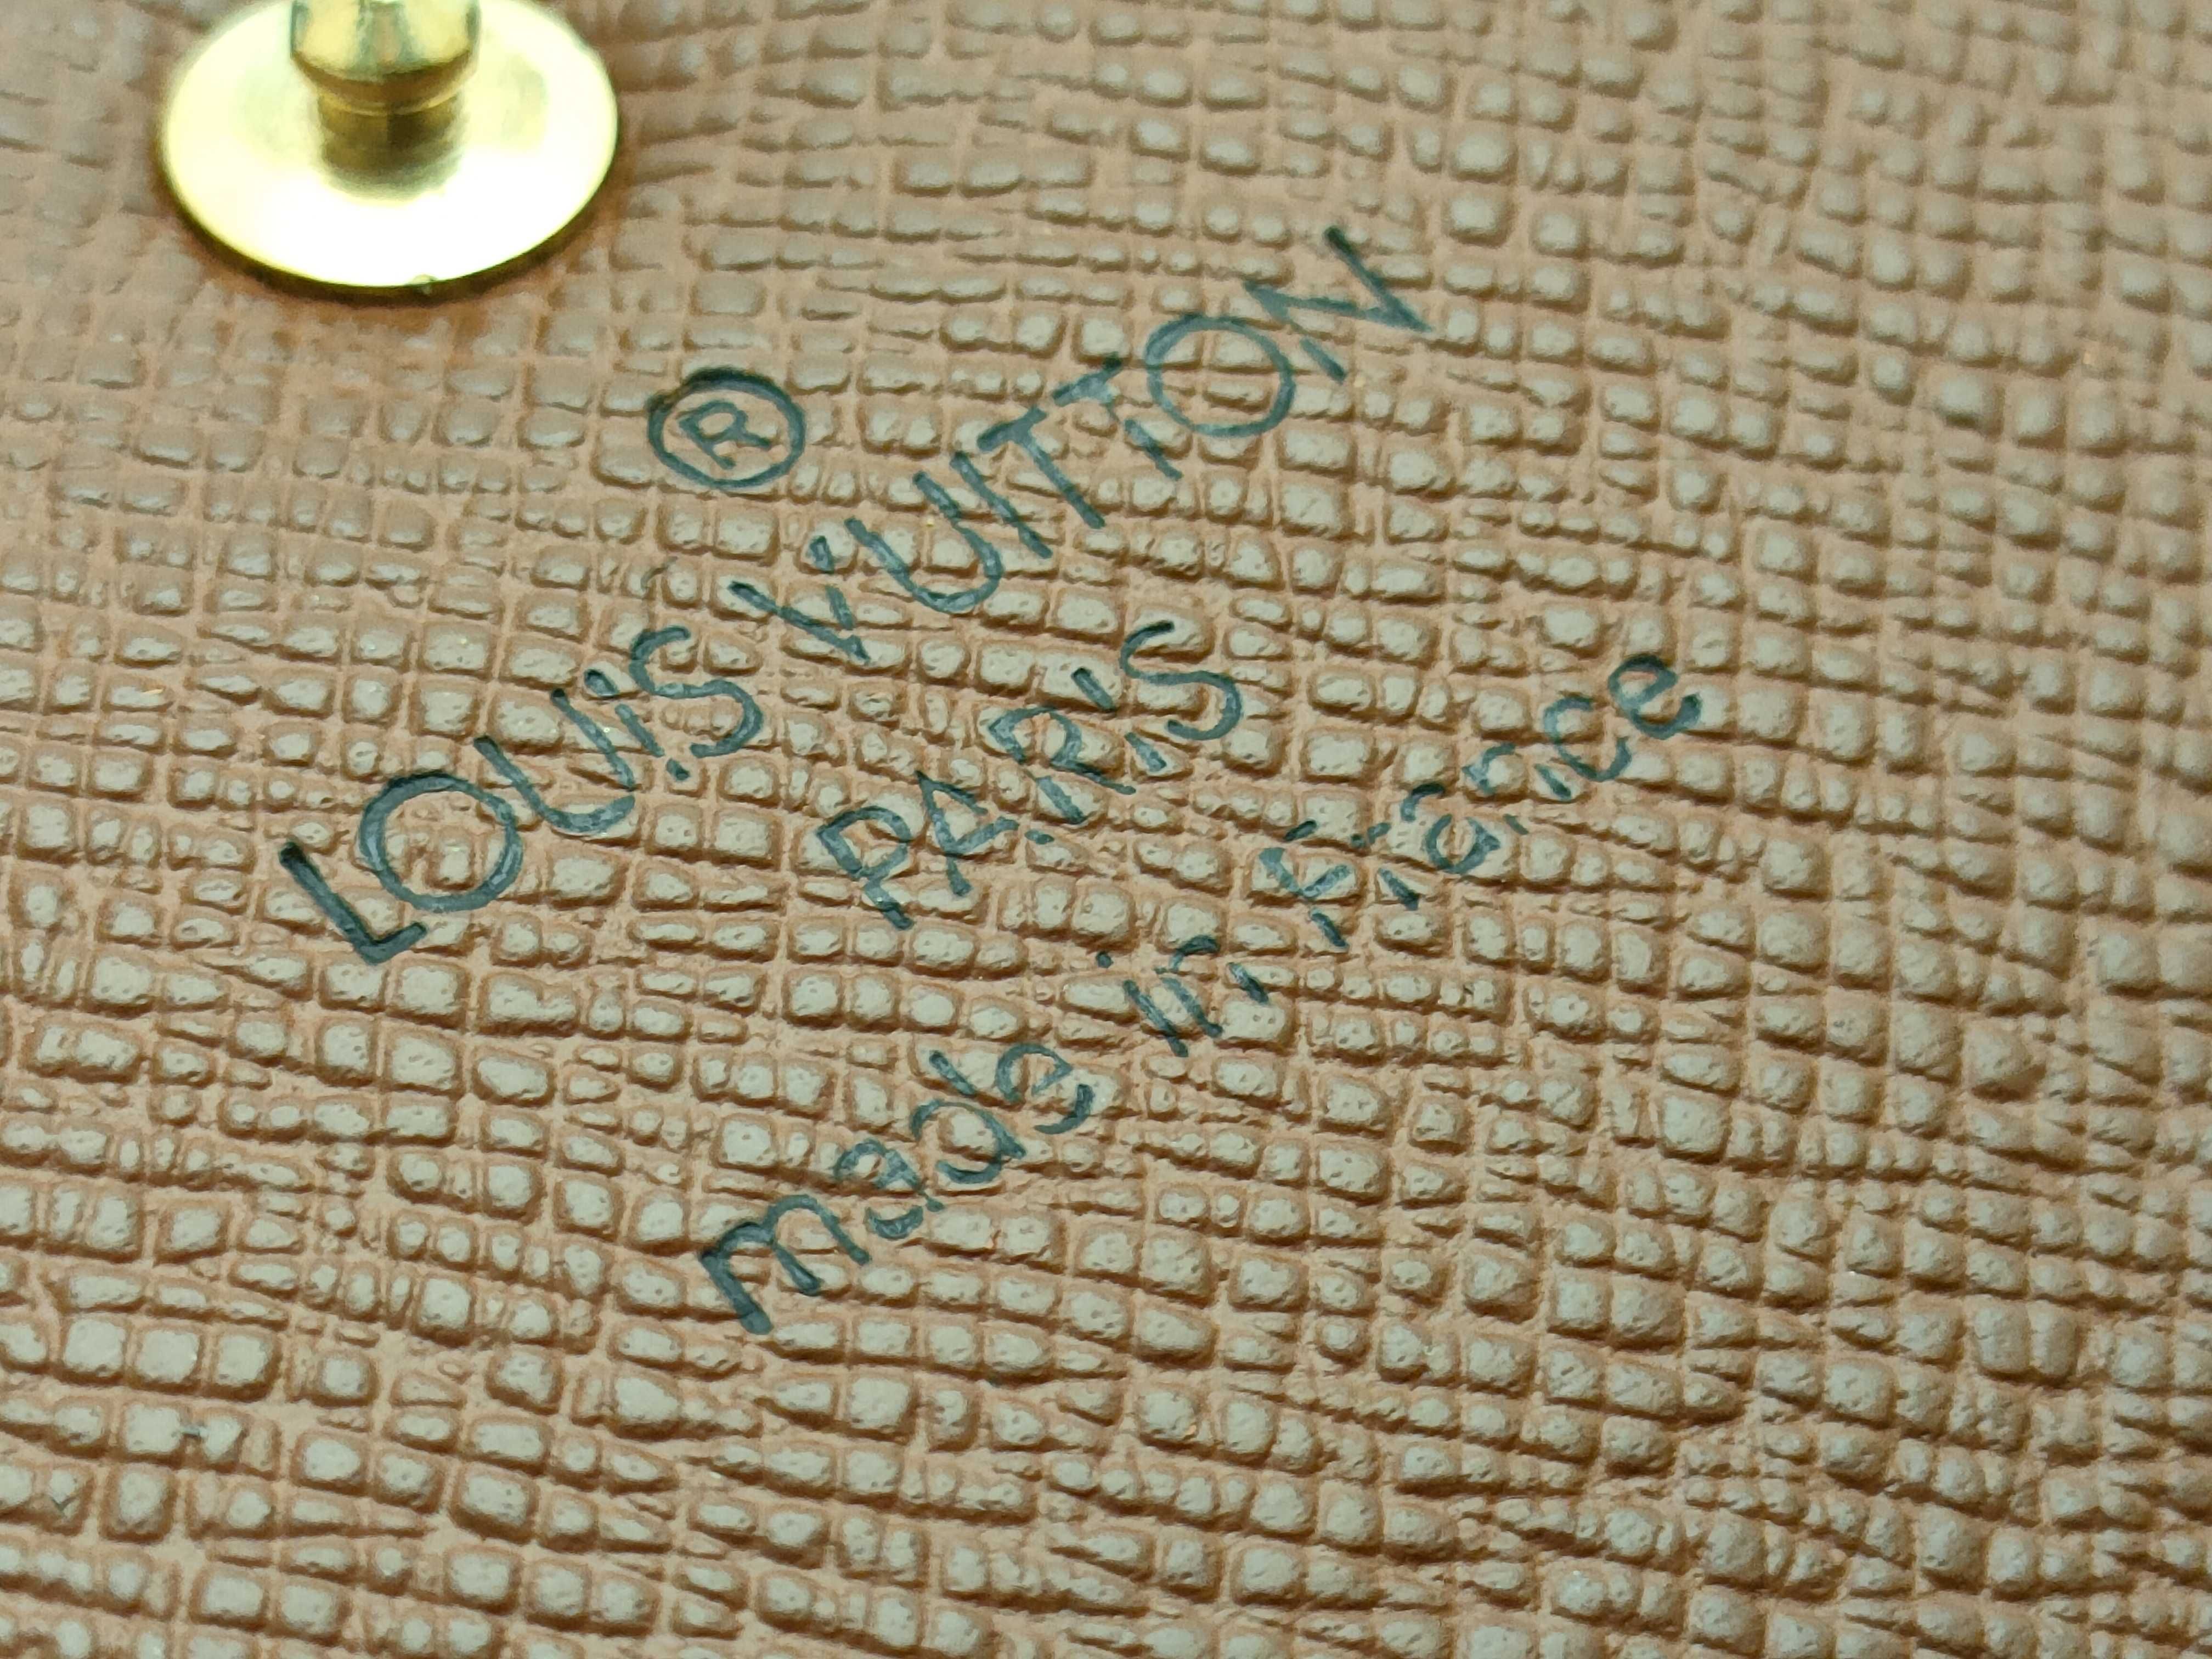 ®
LOUIS VUITTON
PARIS
made in France